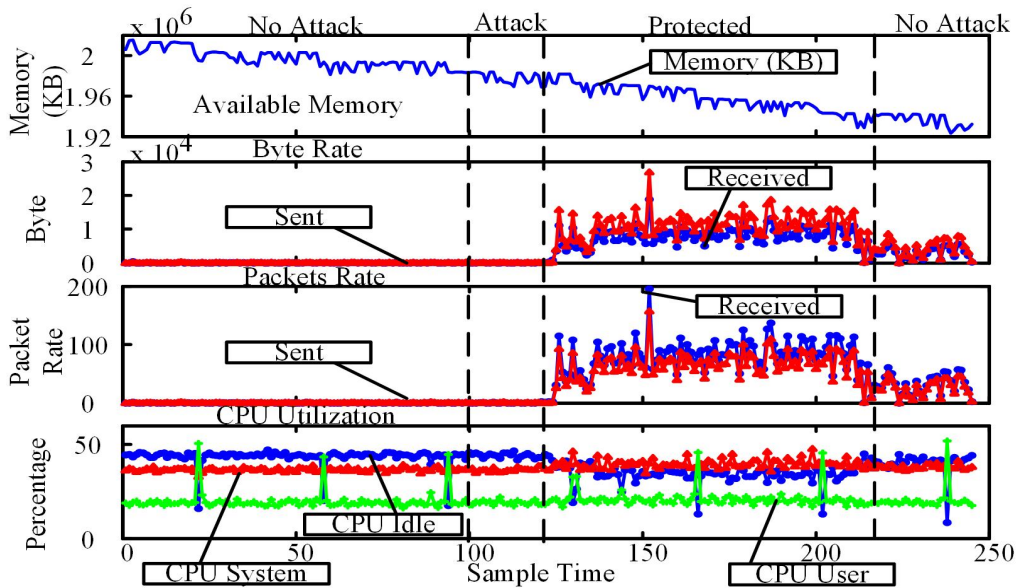 x 10^6
No Attack
Attack
Protected
No Attack
Memory
(KB)
2
1.96
1.92
Memory (KB)
Available Memory
x 10^4
Byte Rate
Byte
3
2
1
0
Sent
Received
Packets Rate
Packet
Rate
200
100
0
Sent
Received
CPU Utilization
Percentage
50
0
CPU Idle
0
50
100
150
200
250
CPU System
Sample Time
CPU User